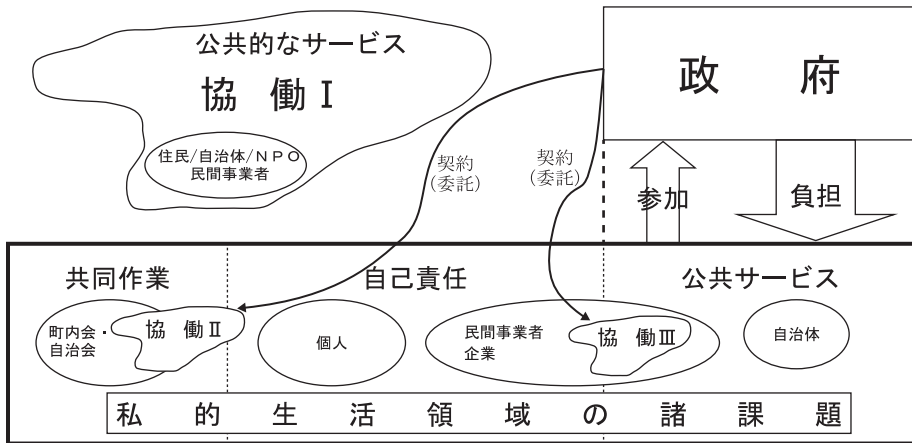 公共的なサービス
協 働 Ⅰ
住民/自治体/NPO
民間事業者
政 府
契約
(委託)
契約
(委託)
参加
負担
共同作業
自己責任
公共サービス
町内会・
自治会
協 働 Ⅱ
個人
民間事業者
企業
協 働 Ⅲ
自治体
私 的 生 活 領 域 の 諸 課 題